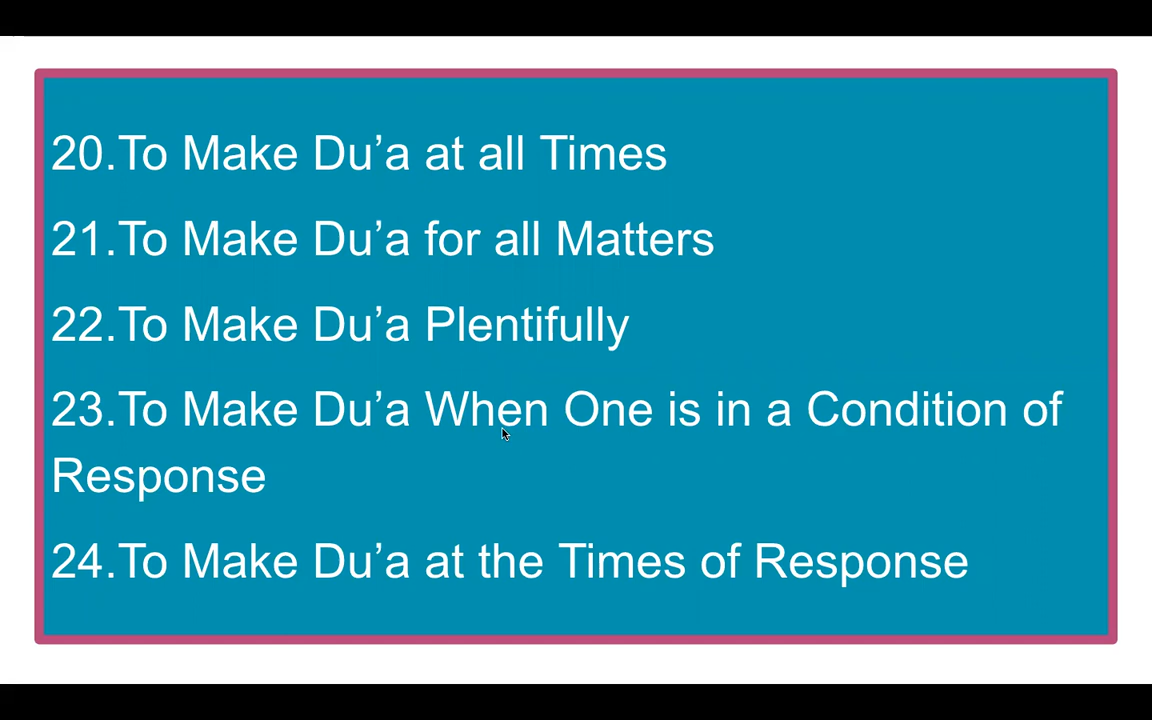 20.To Make Du’a at all Times
21.To Make Du’a for all Matters
22.To Make Du’a Plentifully
23.To Make Du’a When One is in a Condition of
Response
24.To Make Du’a at the Times of Response